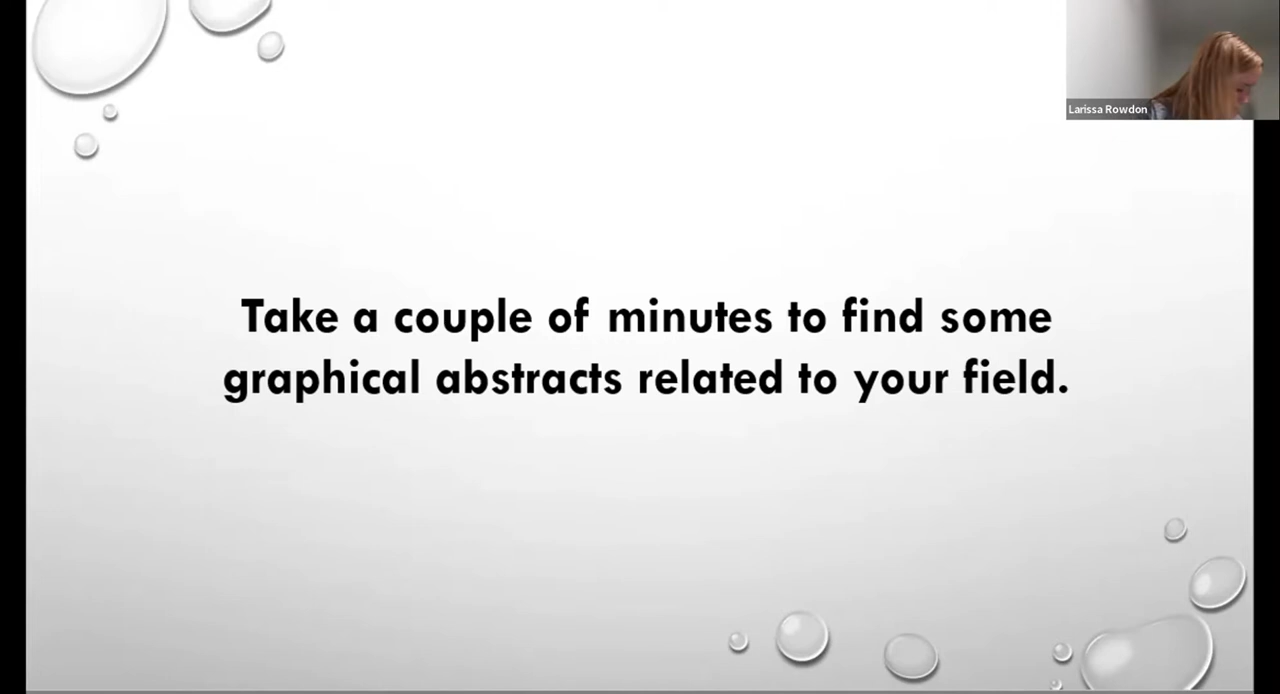 Larissa Rowdon
Take a couple of minutes to find some
graphical abstracts related to your field.